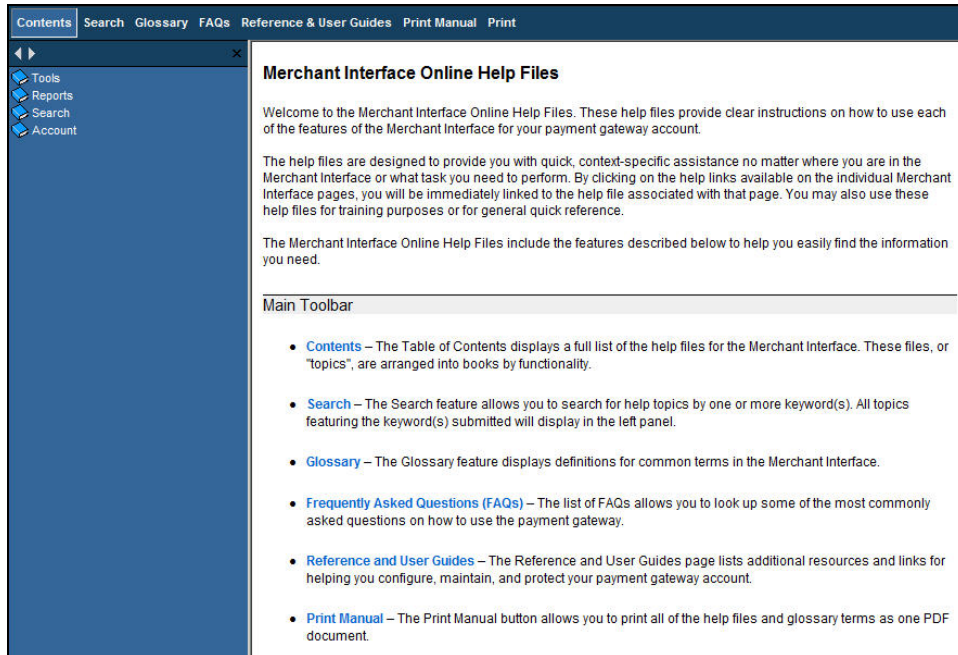 Contents Search Glossary FAQs Reference & User Guides Print Manual Print
Tools
Reports
Search
Account
Merchant Interface Online Help Files
Welcome to the Merchant Interface Online Help Files. These help files provide clear instructions on how to use each
of the features of the Merchant Interface for your payment gateway account.
The help files are designed to provide you with quick, context-specific assistance no matter where you are in the
Merchant Interface or what task you need to perform. By clicking on the help links available on the individual Merchant
Interface pages, you will be immediately linked to the help file associated with that page. You may also use these
help files for training purposes or for general quick reference.
The Merchant Interface Online Help Files include the features described below to help you easily find the information
you need.
Main Toolbar
• Contents – The Table of Contents displays a full list of the help files for the Merchant Interface. These files, or
"topics", are arranged into books by functionality.
• Search – The Search feature allows you to search for help topics by one or more keyword(s). All topics
featuring the keyword(s) submitted will display in the left panel.
• Glossary – The Glossary feature displays definitions for common terms in the Merchant Interface.
• Frequently Asked Questions (FAQs) – The list of FAQs allows you to look up some of the most commonly
asked questions on how to use the payment gateway.
• Reference and User Guides – The Reference and User Guides page lists additional resources and links for
helping you configure, maintain, and protect your payment gateway account.
• Print Manual – The Print Manual button allows you to print all of the help files and glossary terms as one PDF
document.